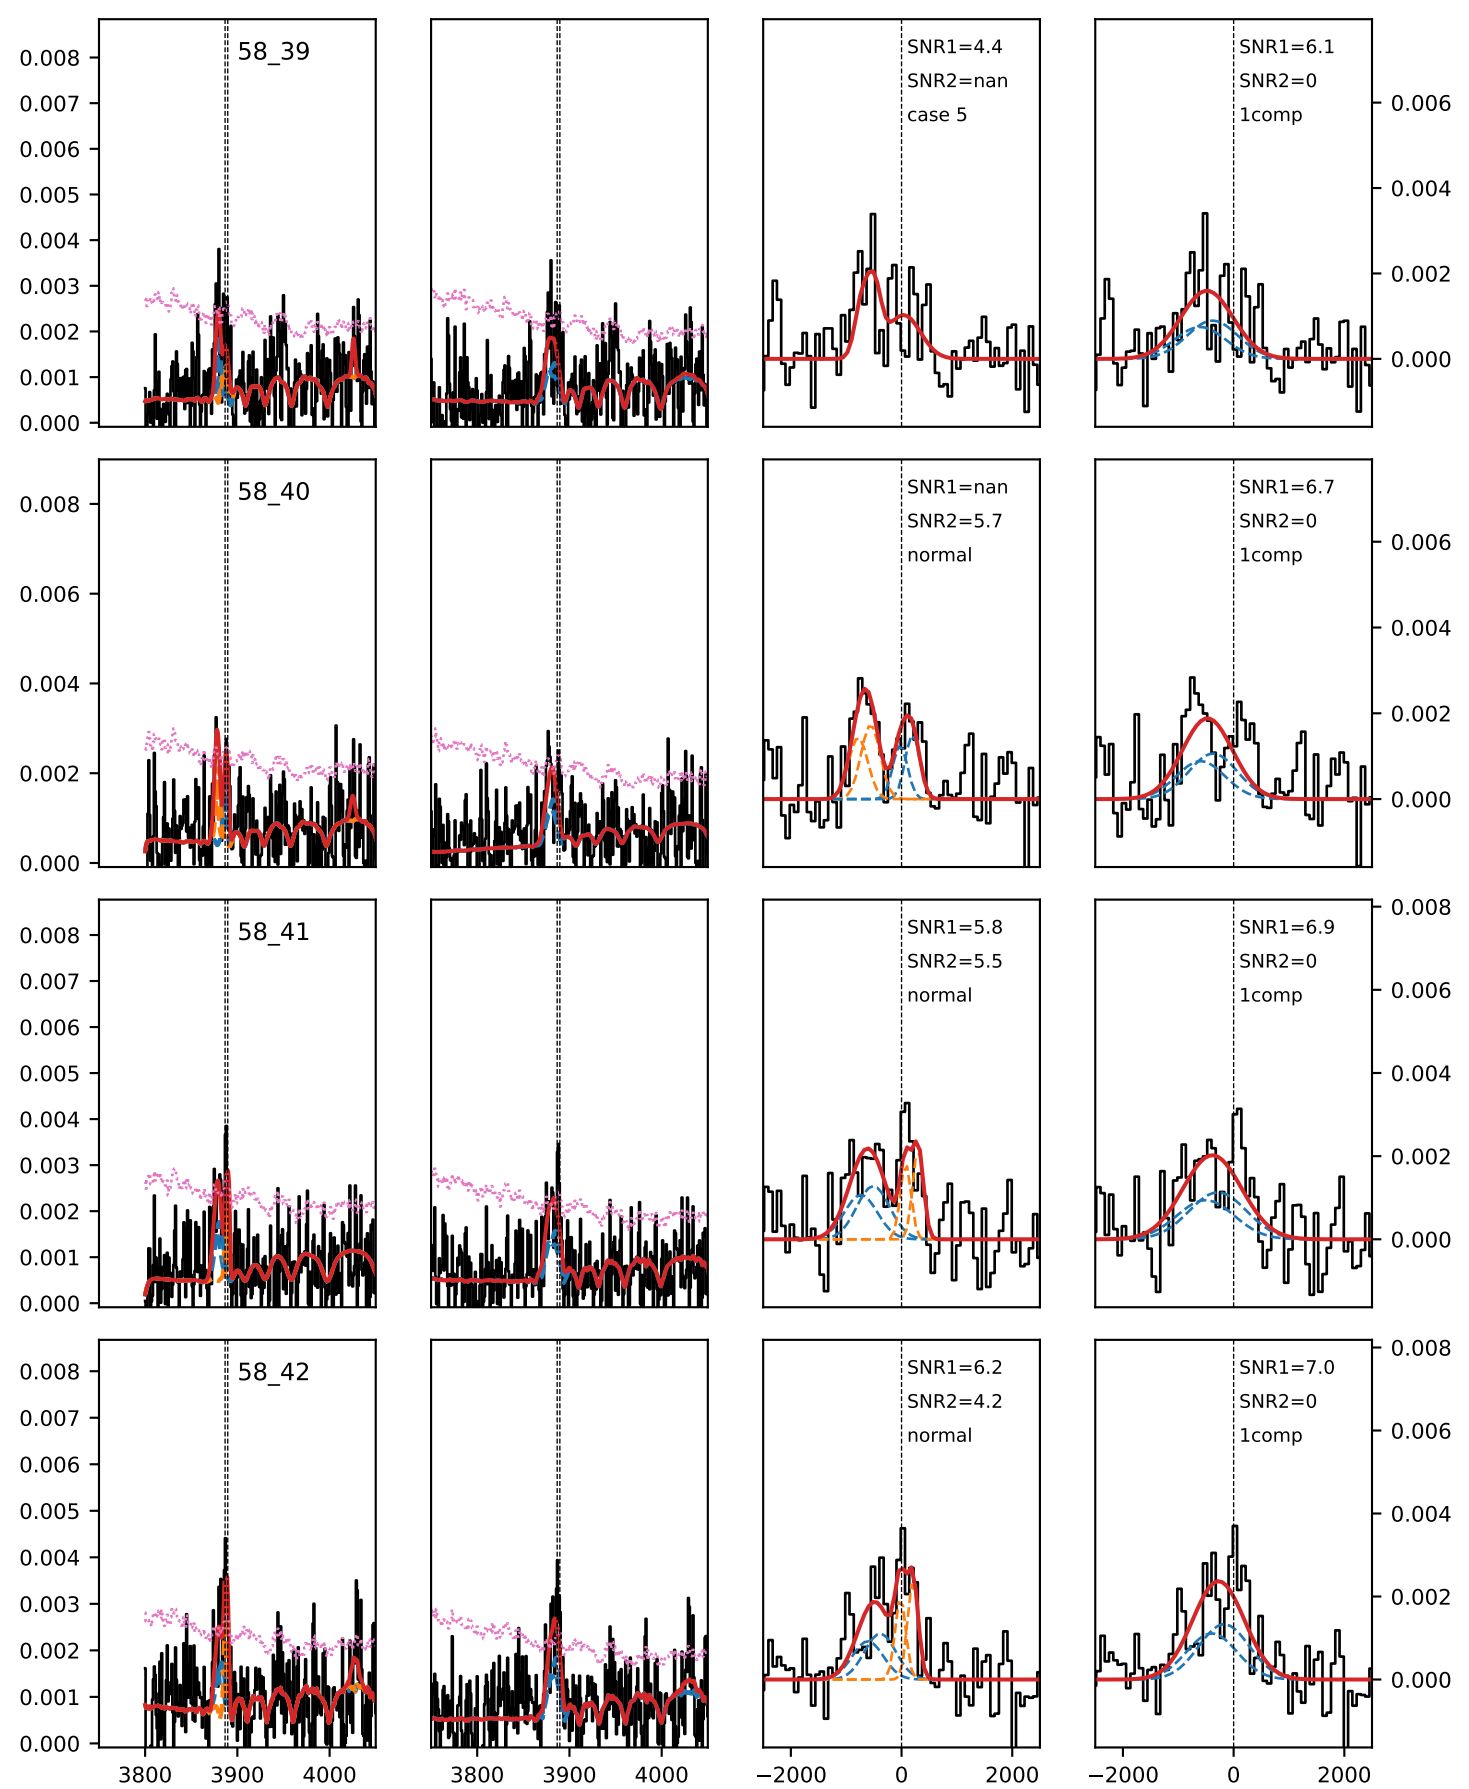 58_39
SNR1=4.4
SNR2=nan
case 5
SNR1=6.1
SNR2=0
1comp
0.008
0.007
0.006
0.005
0.004
0.003
0.002
0.001
0.000
0.006
0.004
0.002
0.000
58_40
SNR1=nan
SNR2=5.7
normal
SNR1=6.7
SNR2=0
1comp
0.008
0.006
0.004
0.002
0.000
0.006
0.004
0.002
0.000
58_41
SNR1=5.8
SNR2=5.5
normal
SNR1=6.9
SNR2=0
1comp
0.008
0.007
0.006
0.005
0.004
0.003
0.002
0.001
0.000
0.008
0.006
0.004
0.002
0.000
58_42
SNR1=6.2
SNR2=4.2
normal
SNR1=7.0
SNR2=0
1comp
0.008
0.007
0.006
0.005
0.004
0.003
0.002
0.001
0.000
0.008
0.006
0.004
0.002
0.000
3800 3900 4000
3800 3900 4000
−2000 0 2000
−2000 0 2000